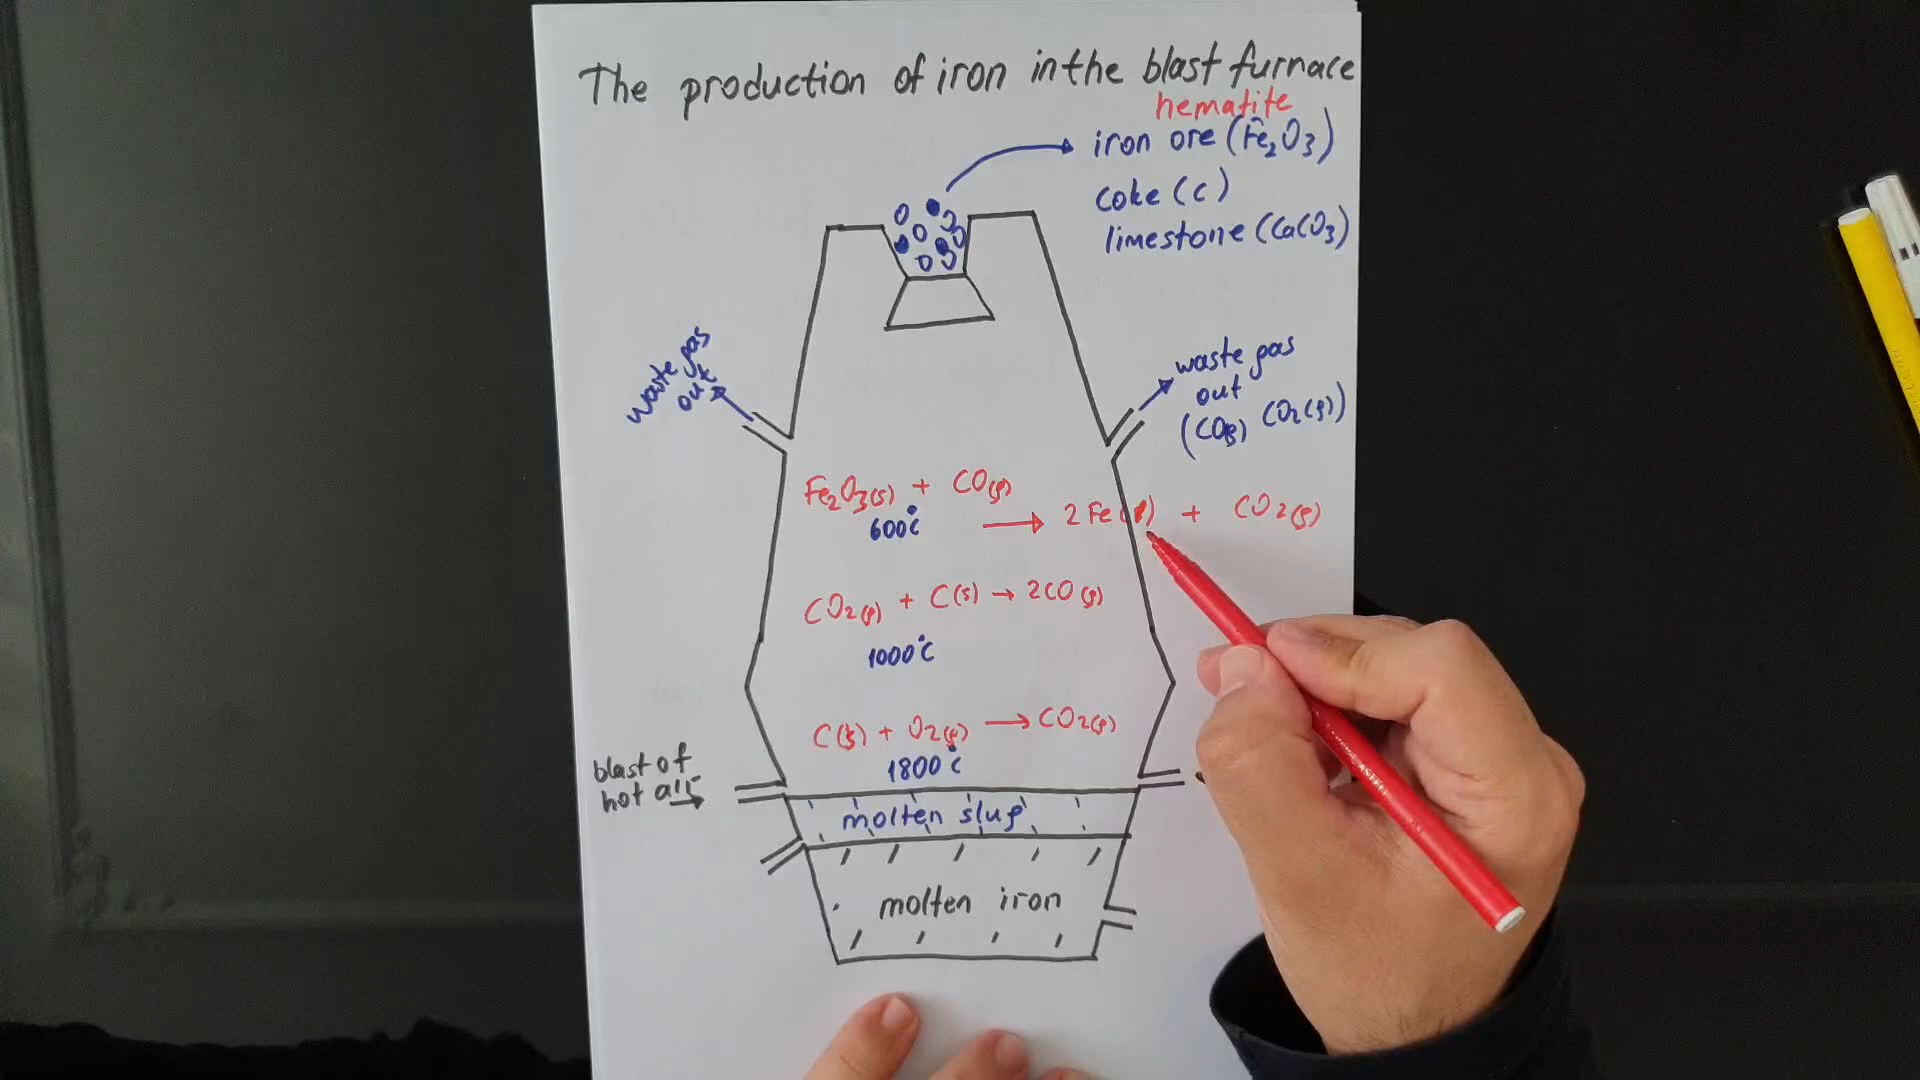 The production of iron in the blast furnace
hematite
iron ore (Fe2O3)
coke (c)
limestone (CaCO3)
waste gas
out
waste gas
out
(CO(g) CO2(g))
Fe2O3(s) + CO(g)
600°C
→ 2 Fe(l) + CO2(g)
CO2(g) + C(s) → 2CO(g)
1000°C
C(s) + O2(g) → CO2(g)
1800°C
blast of
hot air
molten slug
molten iron